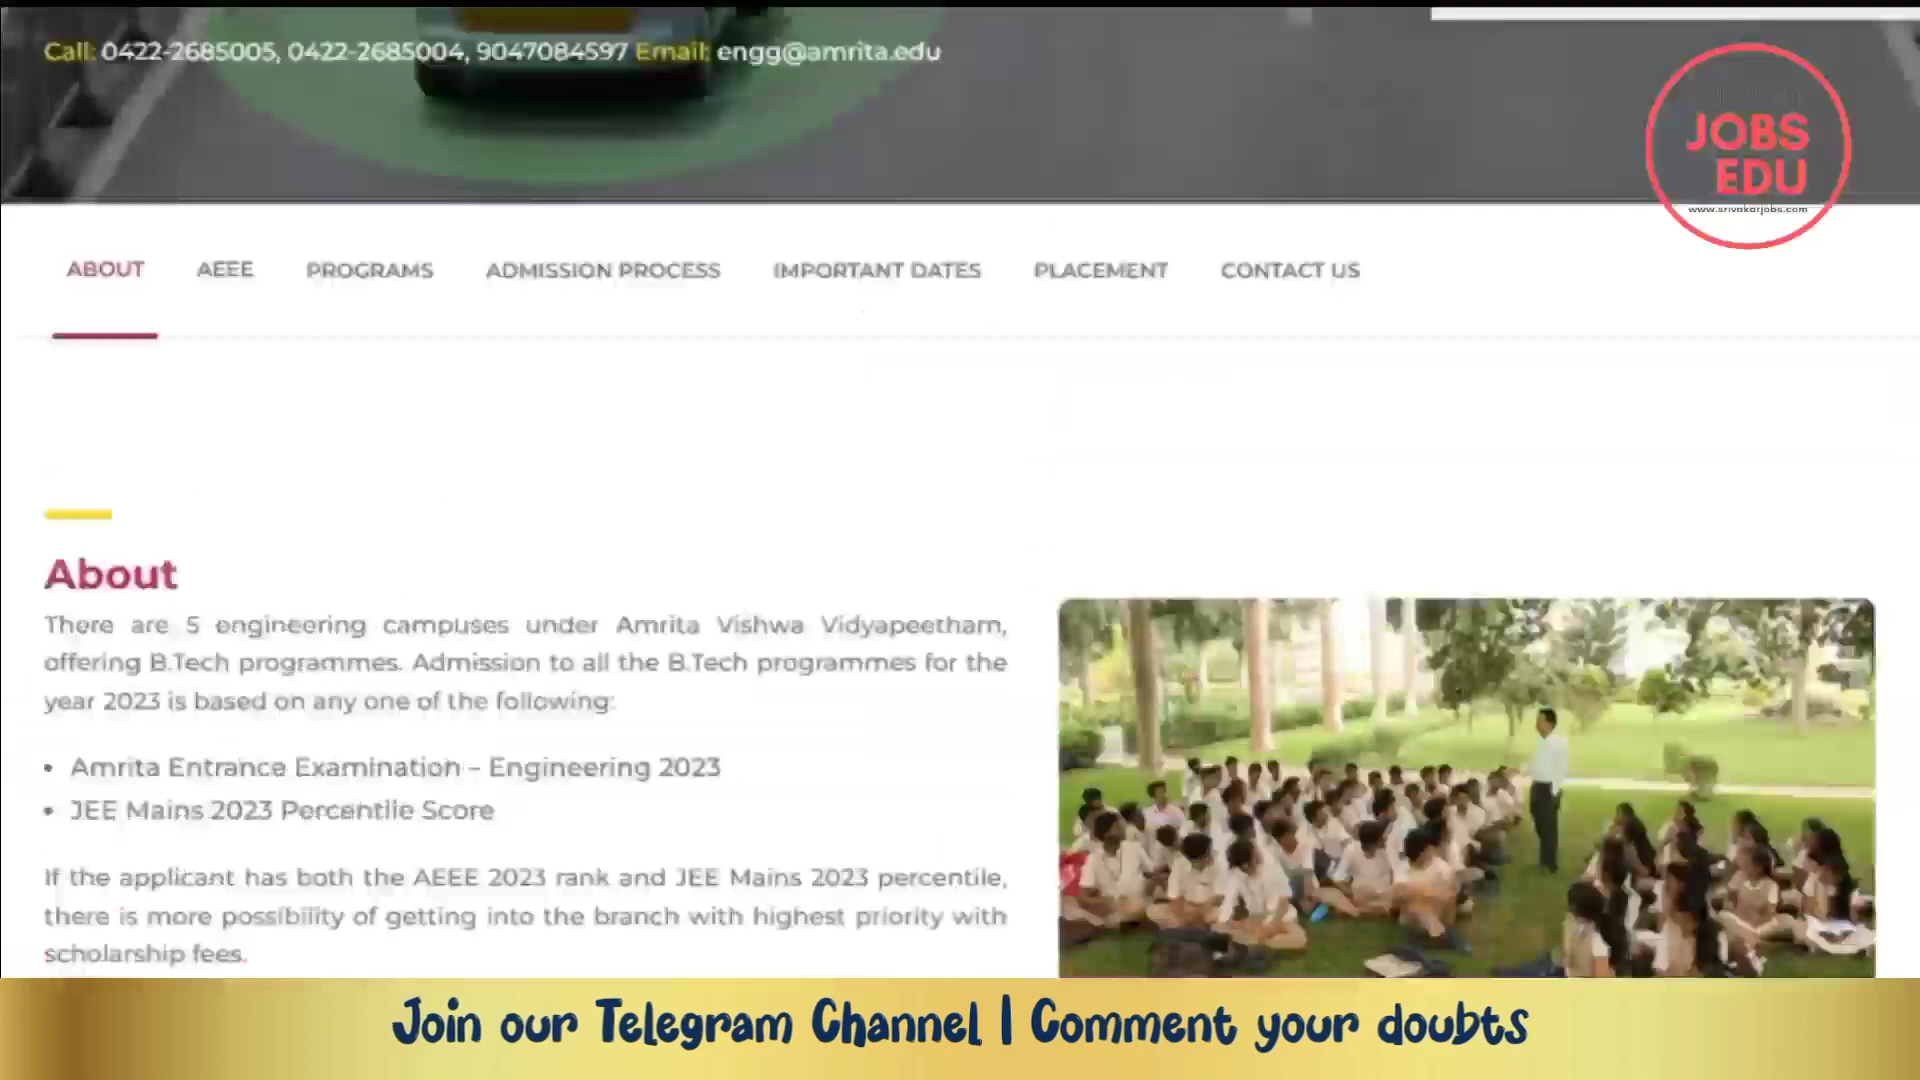 Call: 0422-2685005, 0422-2685004, 9047084597 Email: engg@amrita.edu
JOBS
EDU
www.srivakarjobs.com
ABOUT AEEE PROGRAMS ADMISSION PROCESS IMPORTANT DATES PLACEMENT CONTACT US
About
There are 5 engineering campuses under Amrita Vishwa Vidyapeetham,
offering B.Tech programmes. Admission to all the B.Tech programmes for the
year 2023 is based on any one of the following:
• Amrita Entrance Examination – Engineering 2023
• JEE Mains 2023 Percentile Score
If the applicant has both the AEEE 2023 rank and JEE Mains 2023 percentile,
there is more possibility of getting into the branch with highest priority with
scholarship fees.
Join our Telegram Channel | Comment your doubts